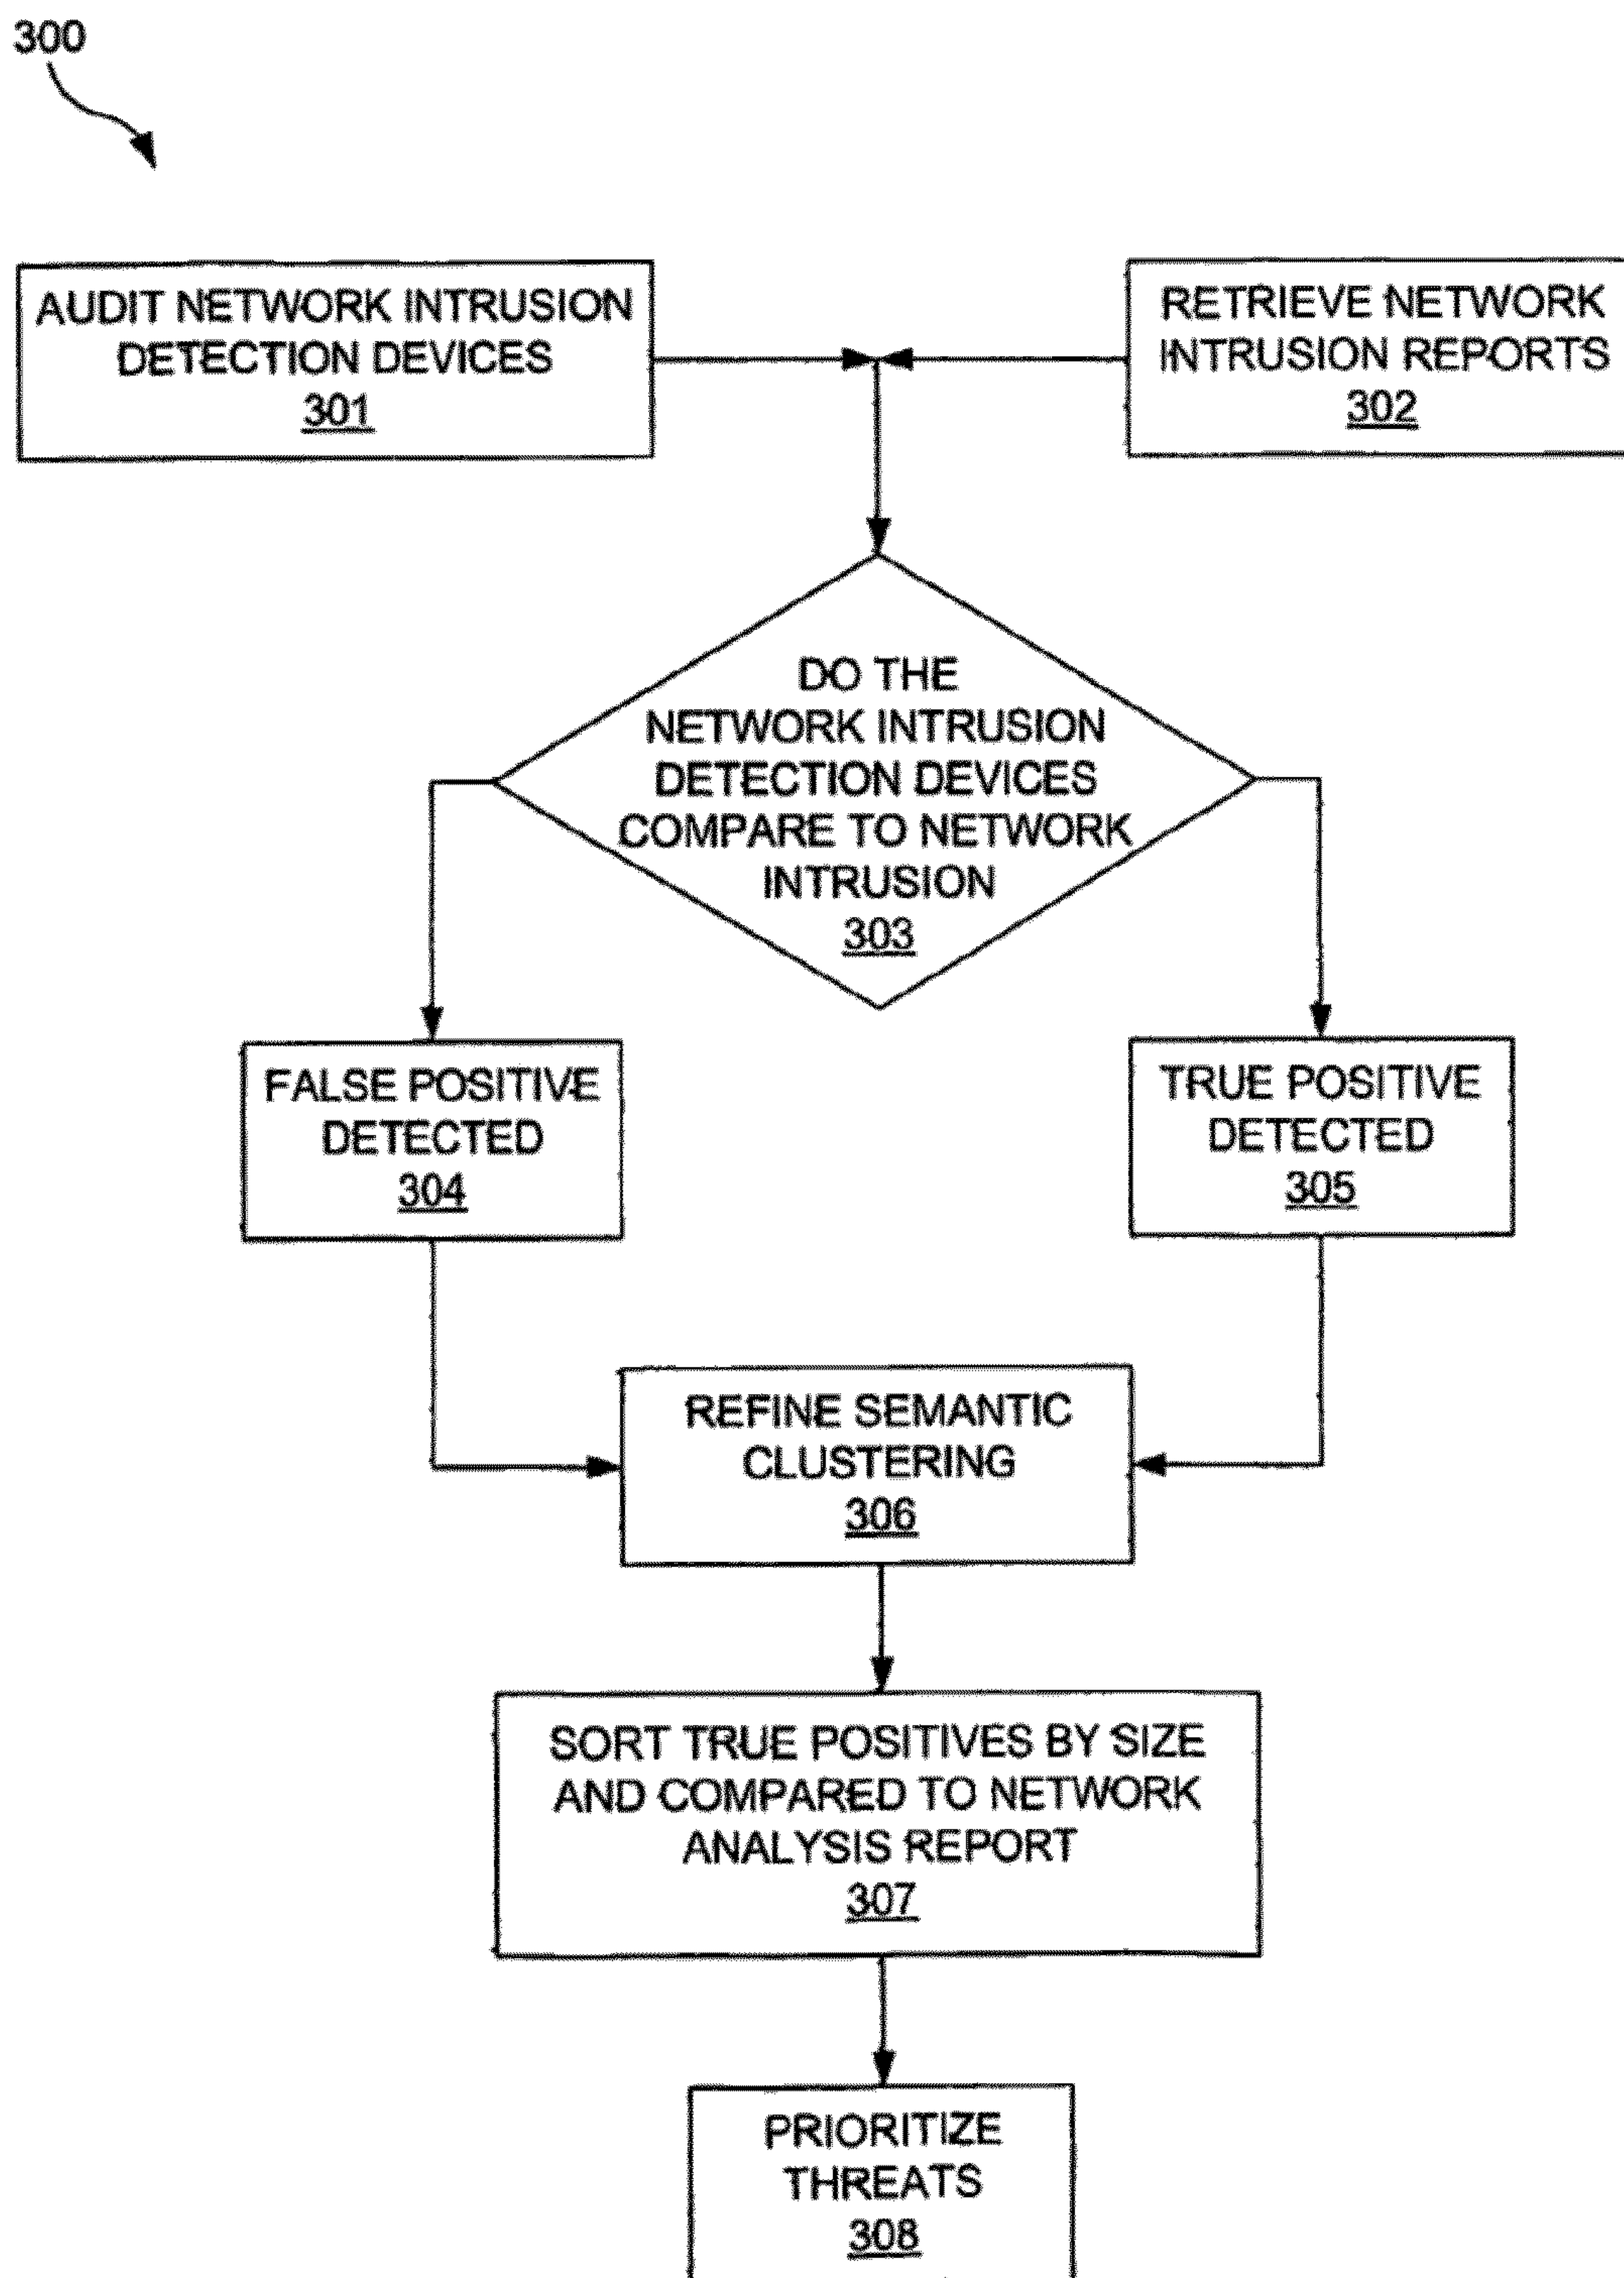 300
AUDIT NETWORK INTRUSION
DETECTION DEVICES
301
RETRIEVE NETWORK
INTRUSION REPORTS
302
DO THE
NETWORK INTRUSION
DETECTION DEVICES
COMPARE TO NETWORK
INTRUSION
303
FALSE POSITIVE
DETECTED
304
TRUE POSITIVE
DETECTED
305
REFINE SEMANTIC
CLUSTERING
306
SORT TRUE POSITIVES BY SIZE
AND COMPARED TO NETWORK
ANALYSIS REPORT
307
PRIORITIZE
THREATS
308